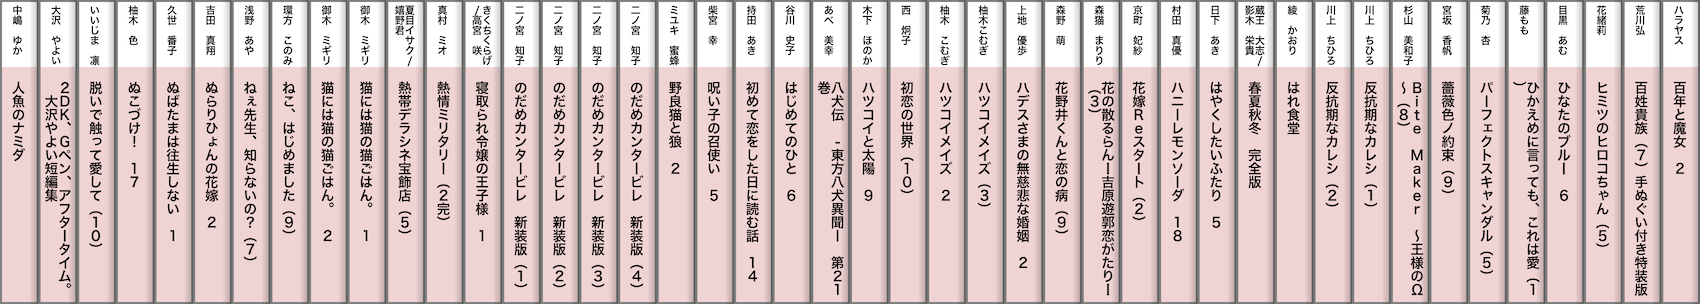 ハラヤス
百年と魔女　2
荒川弘
百姓貴族（7）手ぬぐい付き特装版
花緒莉
ヒミツのヒロコちゃん（5）
目黒　あむ
ひなたのブルー　6
藤もも
ひかえめに言っても、これは愛（1
）
菊乃　杏
パーフェクトスキャンダル（5）
宮坂　香帆
薔薇色ノ約束（9）
杉山　美和子
Bite　Maker　～王様のΩ
～（8）
川上　ちひろ
反抗期なカレシ（1）
川上　ちひろ
反抗期なカレシ（2）
綾　かおり
はれ食堂
蔵王　大志/
影木　栄貴
春夏秋冬　完全版
日下　あき
はやくしたいふたり　5
村田　真優
ハニーレモンソーダ　18
京町　妃紗
花嫁Reスタート（2）
森猫　まりり
花の散るらん―吉原遊郭恋がたりー
（3）
森野　萌
花野井くんと恋の病（9）
上地　優歩
ハデスさまの無慈悲な婚姻　2
柚木こむぎ
ハツコイメイズ（3）
柚木　こむぎ
ハツコイメイズ　2
西　炯子
初恋の世界（10）
木下　ほのか
ハツコイと太陽　9
あべ　美幸
八犬伝　‐東方八犬異聞ー　第21
巻
谷川　史子
はじめてのひと　6
持田　あき
初めて恋をした日に読む話　14
柴宮　幸
呪い子の召使い　5
ミユキ　蜜蜂
野良猫と狼　2
二ノ宮　知子
のだめカンタービレ　新装版（4）
二ノ宮　知子
のだめカンタービレ　新装版（3）
二ノ宮　知子
のだめカンタービレ　新装版（2）
二ノ宮　知子
のだめカンタービレ　新装版（1）
きくちくらげ
/高宮　咲
寝取られ令嬢の王子様　1
真村　ミオ
熱情ミリタリー（2完）
夏目イサク/
嬉野君
熱帯デラシネ宝飾店（5）
御木　ミギリ
猫には猫の猫ごはん。　1
御木　ミギリ
猫には猫の猫ごはん。　2
環方　このみ
ねこ、はじめました（9）
浅野　あや
ねぇ先生、知らないの？（7）
吉田　真翔
ぬらりひょんの花嫁　2
久世　番子
ぬばたまは往生しない　1
柚木　色
ぬこづけ！　17
いいじま　凛
脱いで触って愛して（10）
大沢　やよい
2DK、Gペン、アフタータイム。
大沢やよい短編集
中嶋　ゆか
人魚のナミダ